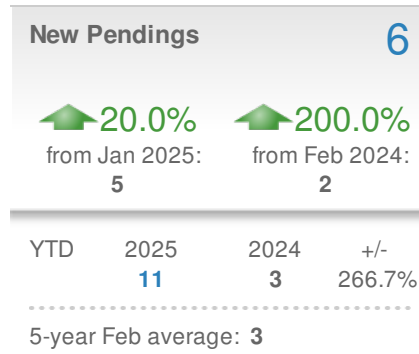 New Pendings 6
20.0% 200.0%
from Jan 2025: from Feb 2024:
5 2
YTD 2025 2024 +/-
11 3 266.7%
5-year Feb average: 3